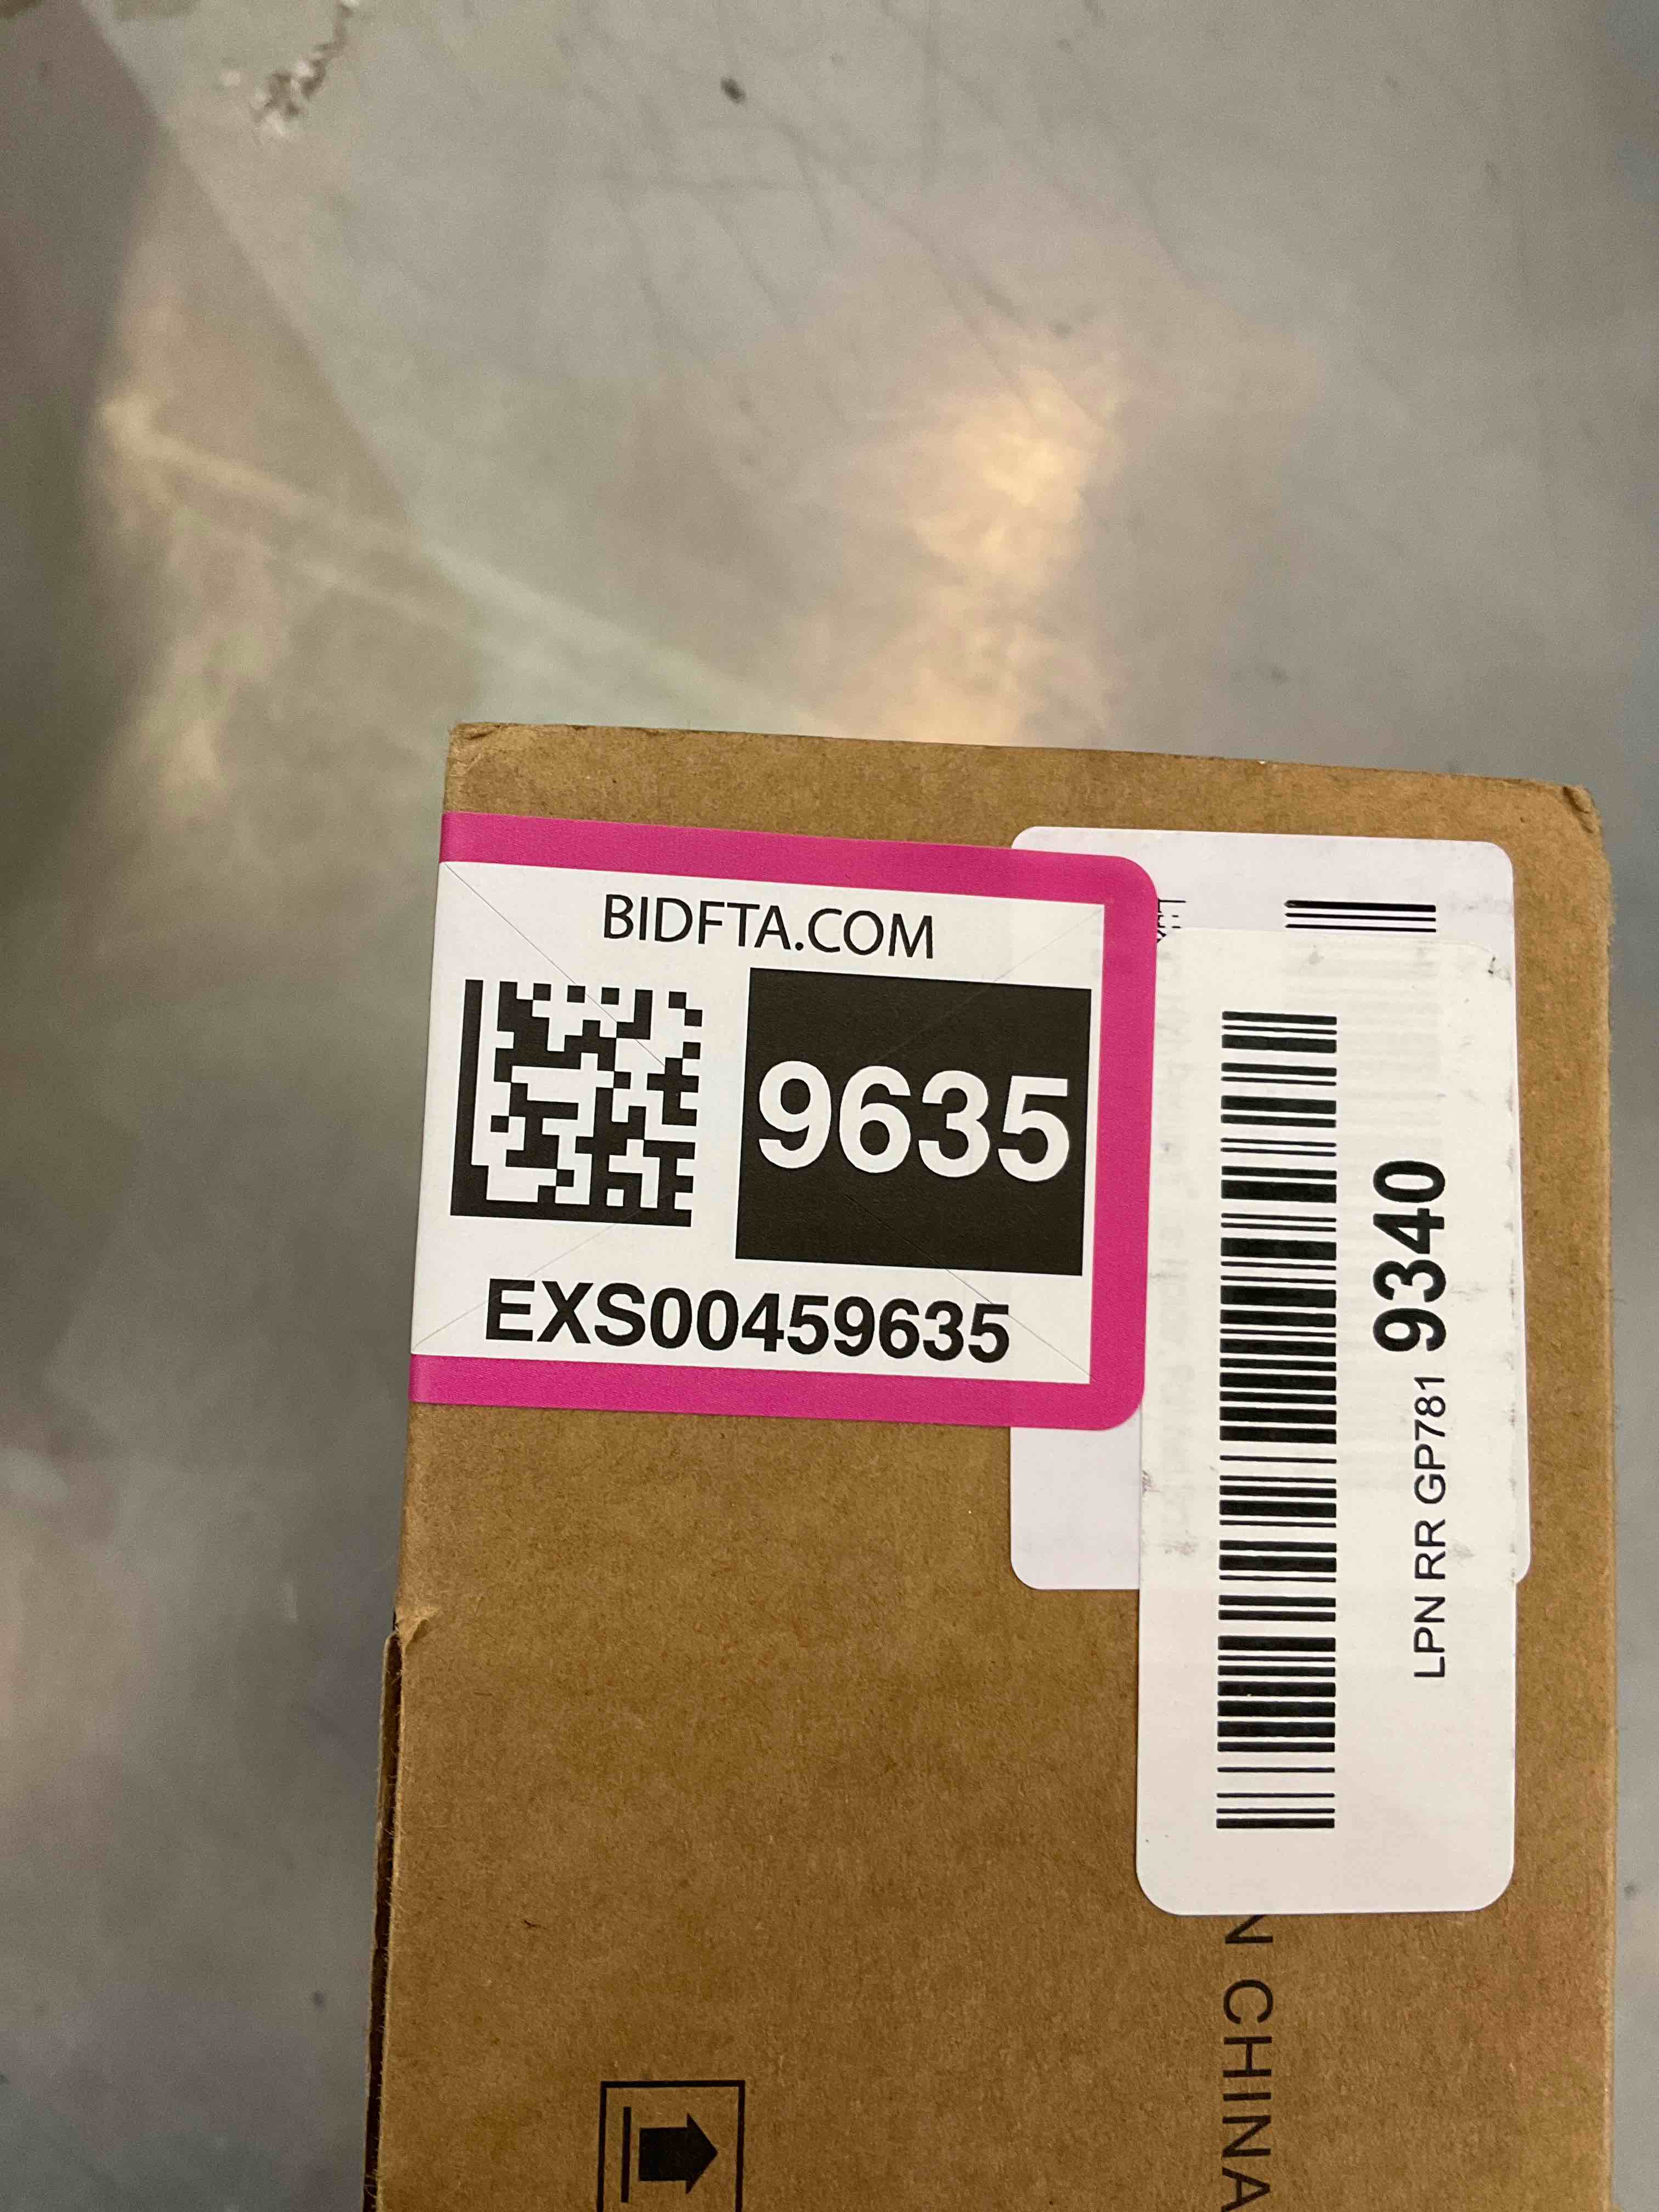 BIDFTA.COM
9635
EXS00459635
LPN RR GP781 9340
N CHINA